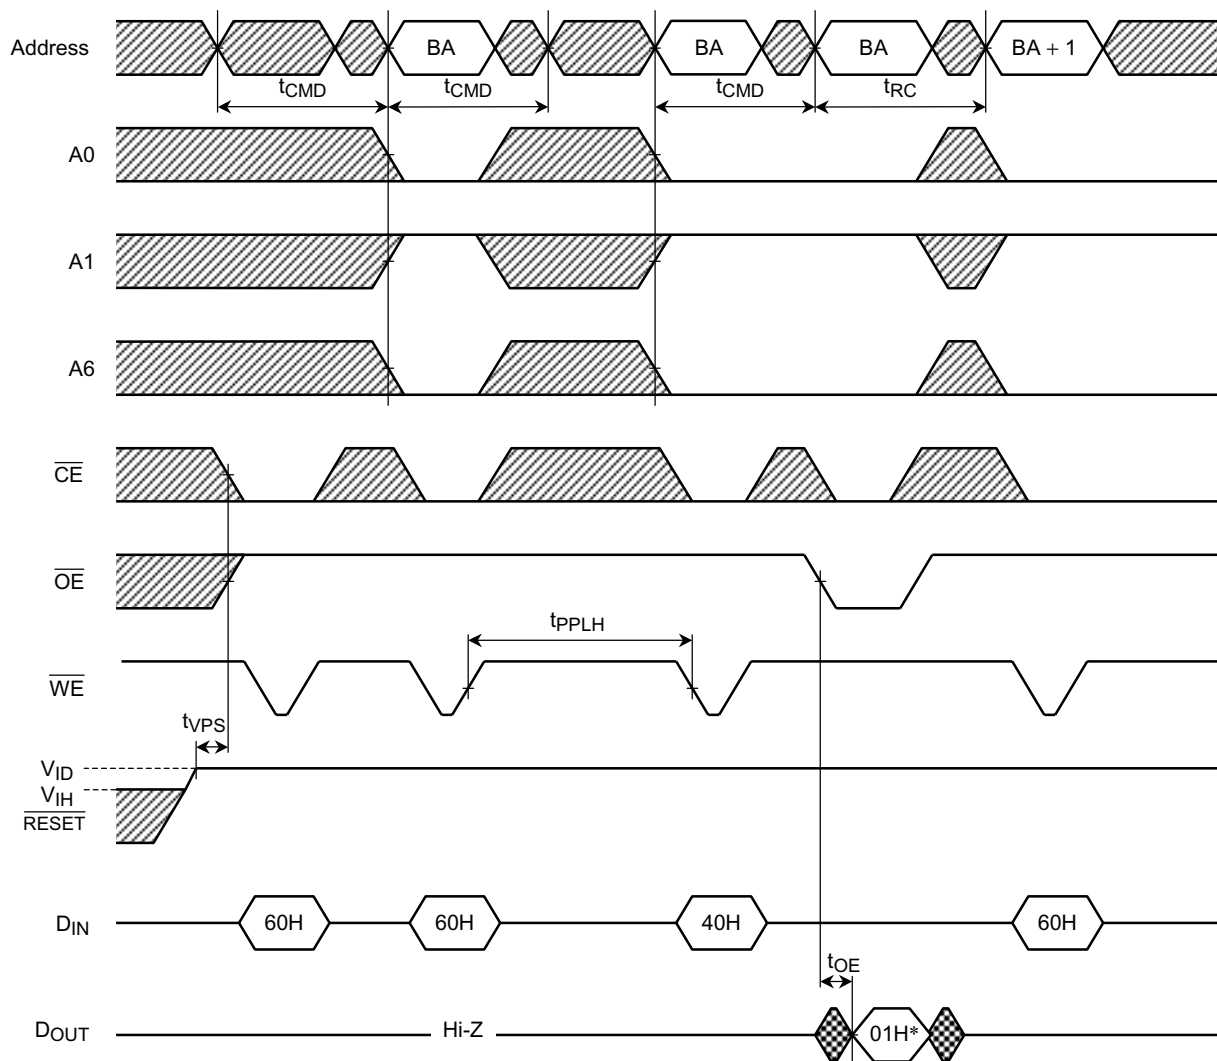 Address BA BA BA BA + 1
tCMD tCMD tCMD tRC
A0
A1
A6
CE
OE
tPPLH
WE
tVPS
VID
VIH
RESET
DIN 60H 60H 40H 60H
tOE
DOUT Hi-Z 01H*